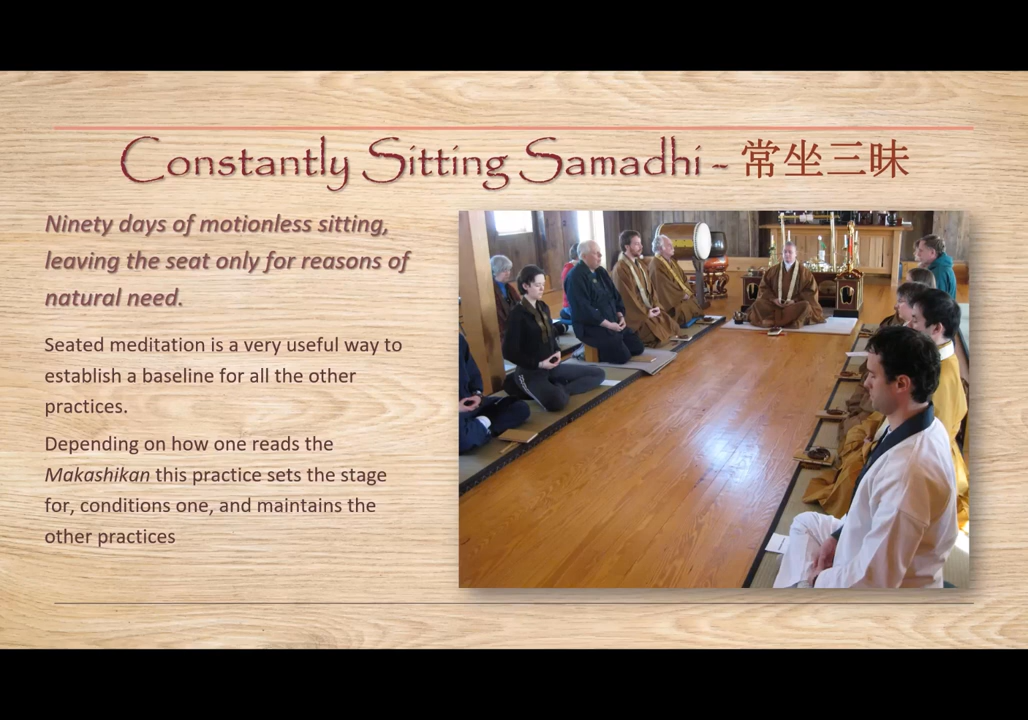 Constantly Sitting Samadhi – 常坐三昧
Ninety days of motionless sitting,
leaving the seat only for reasons of
natural need.
Seated meditation is a very useful way to
establish a baseline for all the other
practices.
Depending on how one reads the
Makashikan this practice sets the stage
for, conditions one, and maintains the
other practices